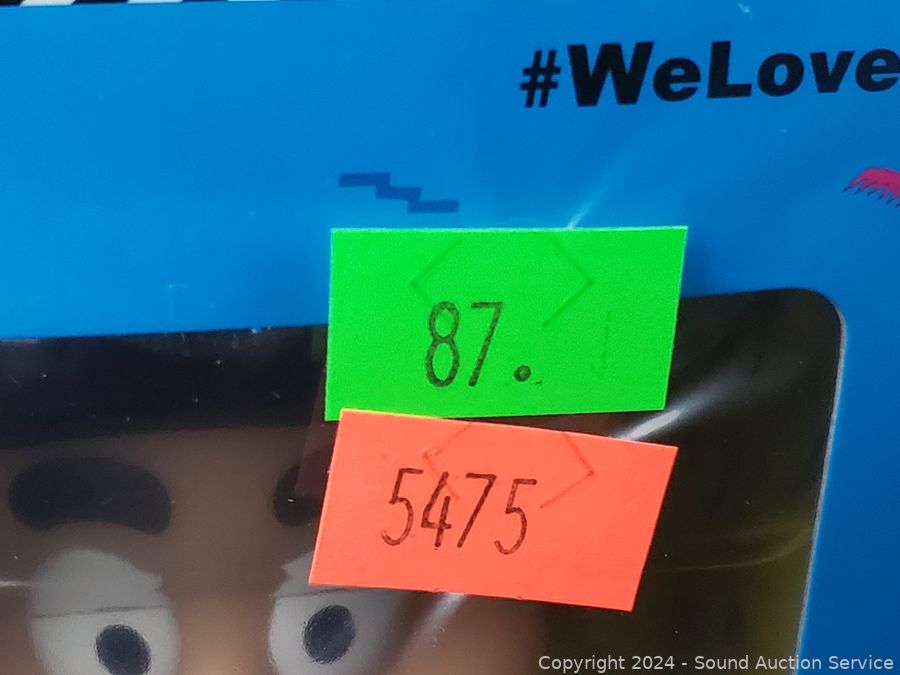 #WeLove
87.
5475
Copyright 2024 - Sound Auction Service